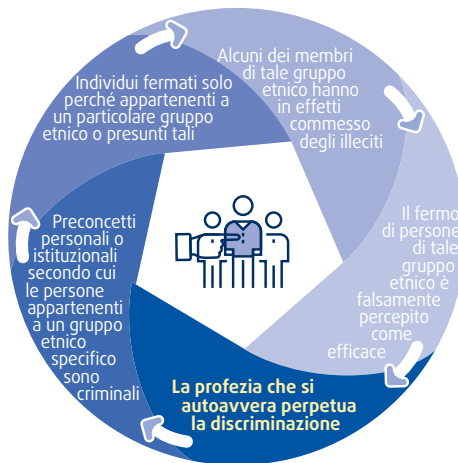 Individui fermati solo
perché appartenenti a
un particolare gruppo
etnico o presunti tali
Alcuni dei membri
di tale gruppo
etnico hanno
in effetti
commesso
degli illeciti
Il fermo
di persone
di tale
gruppo
etnico è
falsamente
percepito
come
efficace
La profezia che si
autoavvera perpetua
la discriminazione
Preconcetti
personali o
istituzionali
secondo cui
le persone
appartenenti
a un gruppo
etnico
specifico
sono
criminali